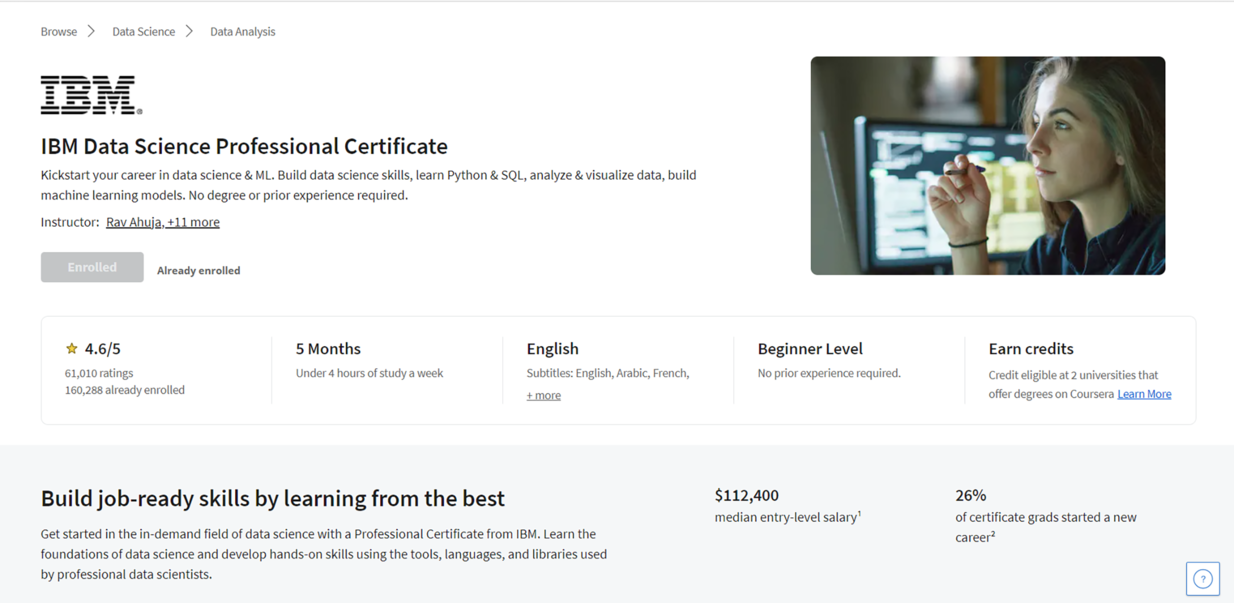 Browse > Data Science > Data Analysis
IBM®
IBM Data Science Professional Certificate
Kickstart your career in data science & ML. Build data science skills, learn Python & SQL, analyze & visualize data, build
machine learning models. No degree or prior experience required.
Instructor: Rav Ahuja, +11 more
Enrolled
Already enrolled
4.6/5
61,010 ratings
160,288 already enrolled
5 Months
Under 4 hours of study a week
English
Subtitles: English, Arabic, French,
+ more
Beginner Level
No prior experience required.
Earn credits
Credit eligible at 2 universities that
offer degrees on Coursera Learn More
Build job-ready skills by learning from the best
Get started in the in-demand field of data science with a Professional Certificate from IBM. Learn the
foundations of data science and develop hands-on skills using the tools, languages, and libraries used
by professional data scientists.
$112,400
median entry-level salary¹
26%
of certificate grads started a new
career²
?